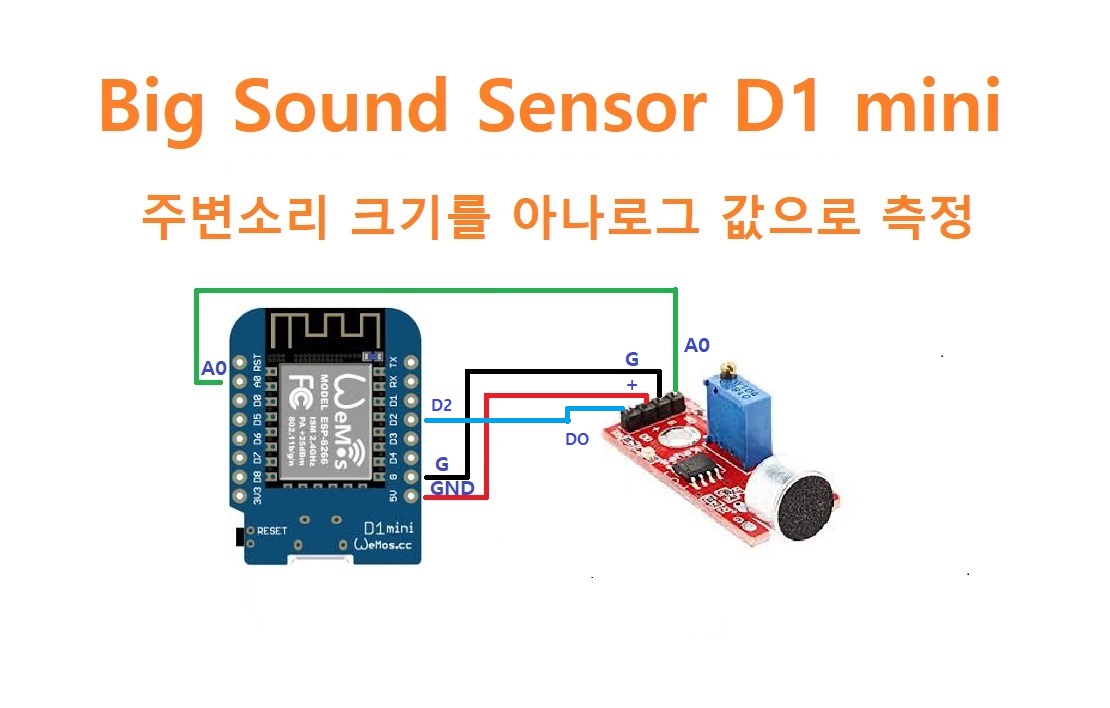 Big Sound Sensor D1 mini
주변소리 크기를 아나로그 값으로 측정
A0
G
+
A0
D2
DO
G
GND
RST
A0
D0
D5
D6
D7
D8
3V3
TX
RX
D1
D2
D3
D4
G
5V
WeMos
MODEL ESP-8266
ISM 2.4GHz
PA +25dBm
802.11b/g/n
FC
RESET
D1 mini
WeMos.cc